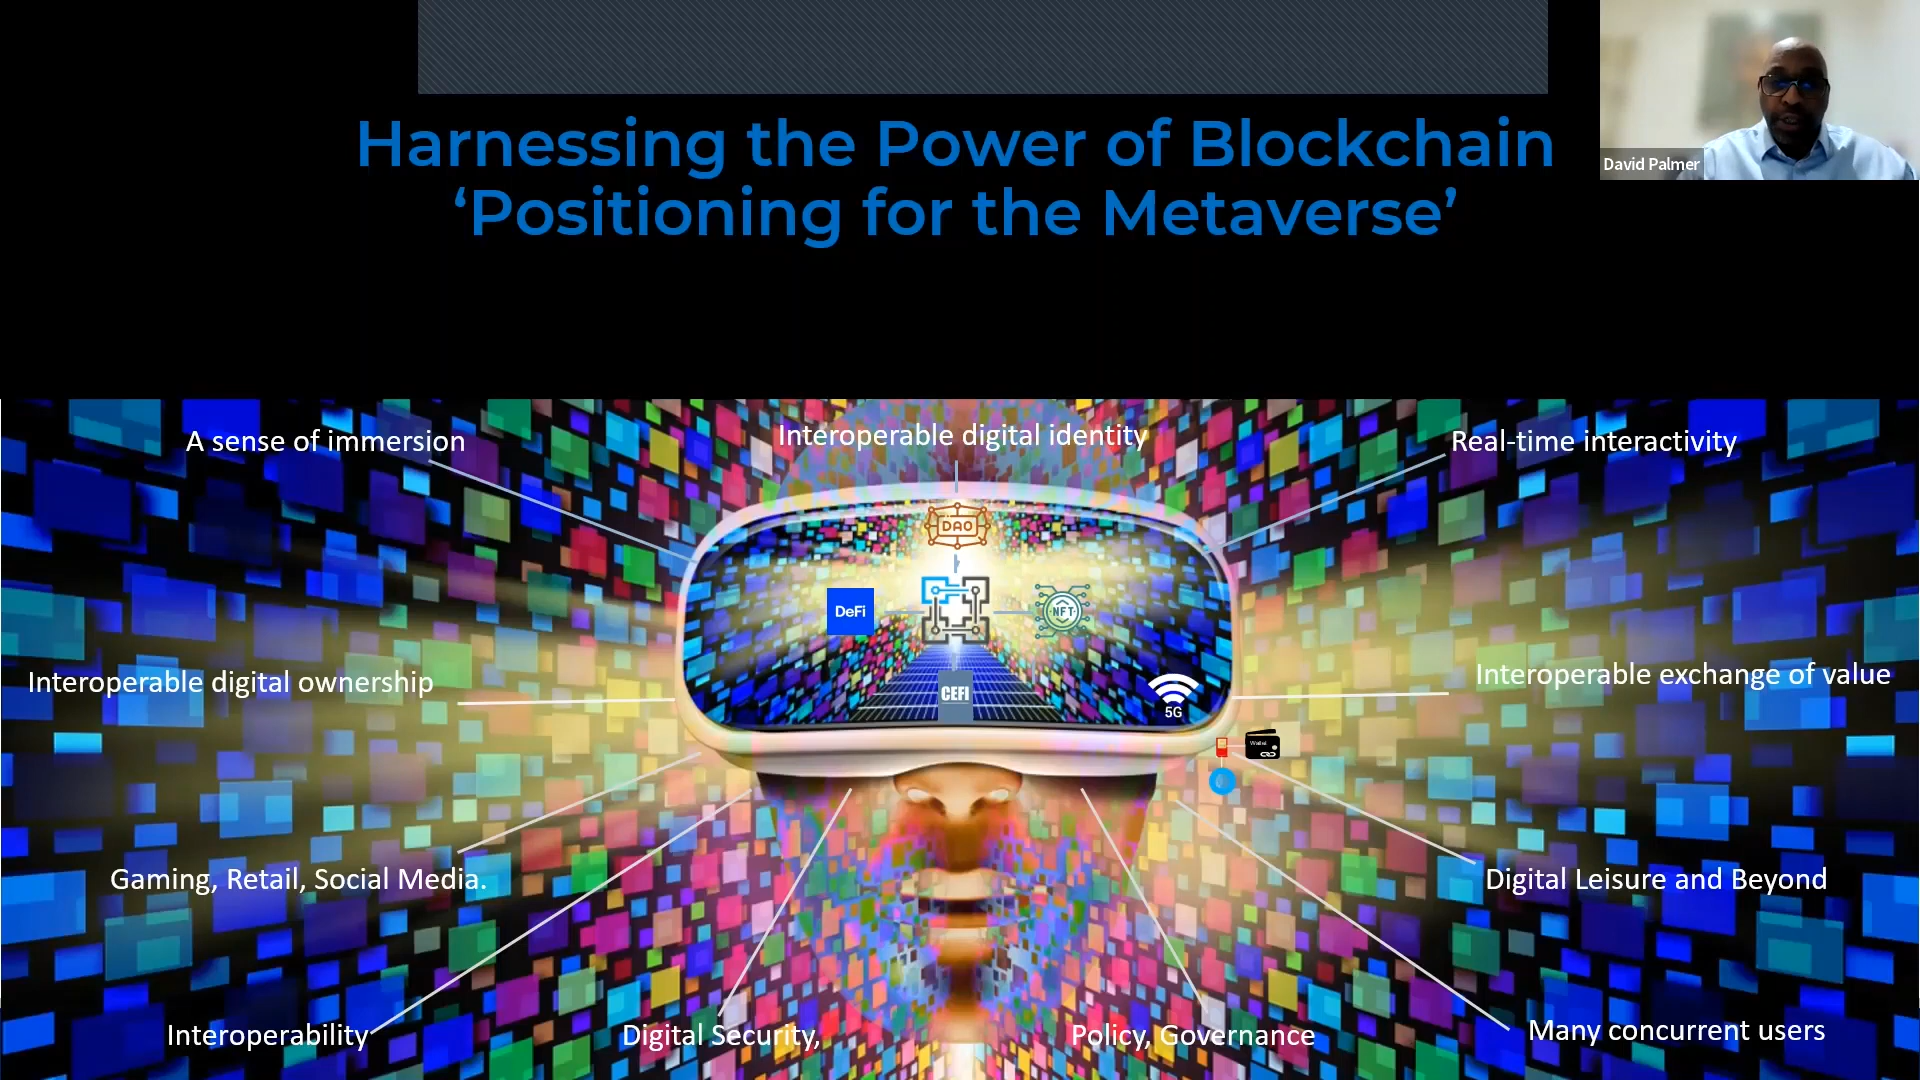 Harnessing the Power of Blockchain
‘Positioning for the Metaverse’
David Palmer
A sense of immersion
Interoperable digital identity
Real-time interactivity
DAO
DeFi
NFT
Interoperable digital ownership
CEFI
5G
Interoperable exchange of value
Wallet
Gaming, Retail, Social Media.
Digital Leisure and Beyond
Interoperability
Digital Security,
Policy, Governance
Many concurrent users